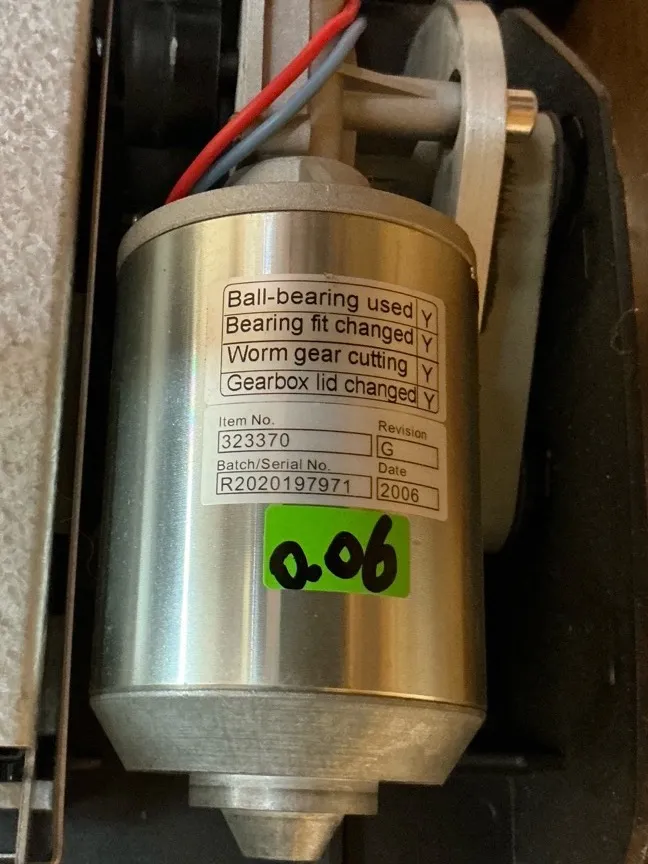 Ball-bearing used Y
Bearing fit changed Y
Worm gear cutting Y
Gearbox lid changed Y
Item No. Revision
323370 G
Batch/Serial No. Date
R2020197971 2006
0.06